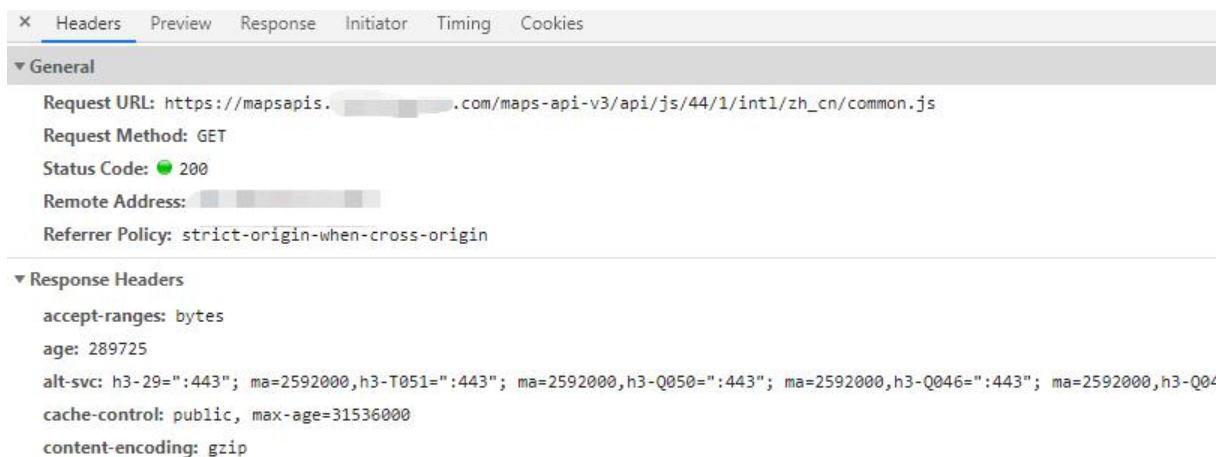 × Headers Preview Response Initiator Timing Cookies
▼ General
Request URL: https://mapsapis. .com/maps-api-v3/api/js/44/1/intl/zh_cn/common.js
Request Method: GET
Status Code: 200
Remote Address:
Referrer Policy: strict-origin-when-cross-origin
▼ Response Headers
accept-ranges: bytes
age: 289725
alt-svc: h3-29=":443"; ma=2592000,h3-T051=":443"; ma=2592000,h3-Q050=":443"; ma=2592000,h3-Q046=":443"; ma=2592000,h3-Q04
cache-control: public, max-age=31536000
content-encoding: gzip